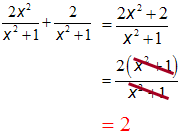 2x²/(x²+1) + 2/(x²+1) = (2x²+2)/(x²+1)
= 2(x²+1)/(x²+1)
= 2